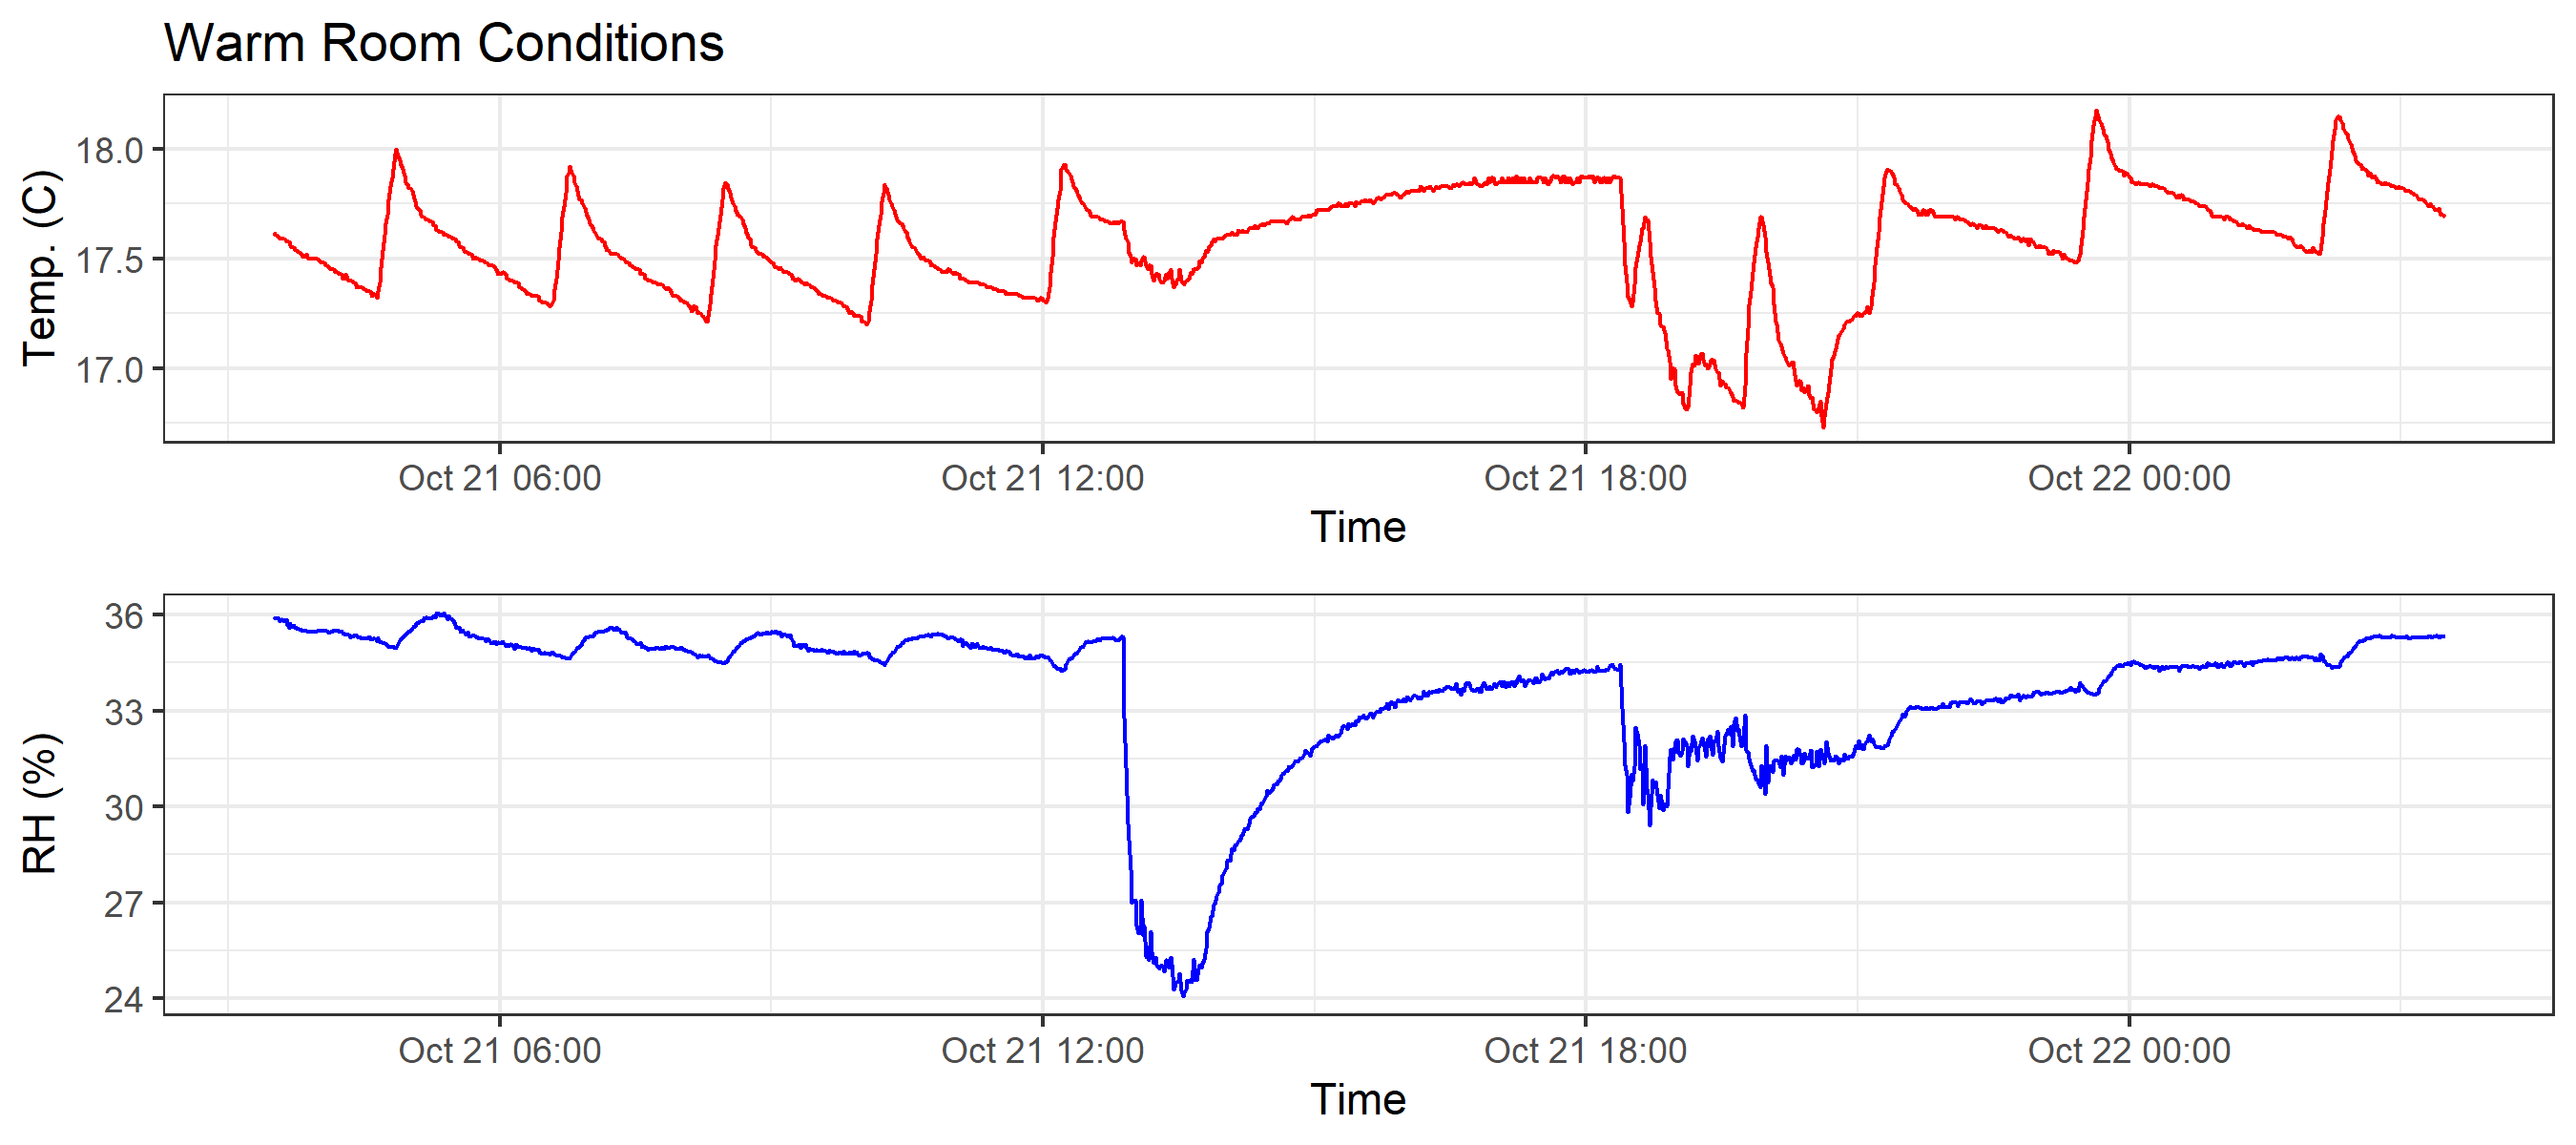 Warm Room Conditions
Temp. (C)
18.0
17.5
17.0
Oct 21 06:00 Oct 21 12:00 Oct 21 18:00 Oct 22 00:00
Time
RH (%)
36
33
30
27
24
Oct 21 06:00 Oct 21 12:00 Oct 21 18:00 Oct 22 00:00
Time